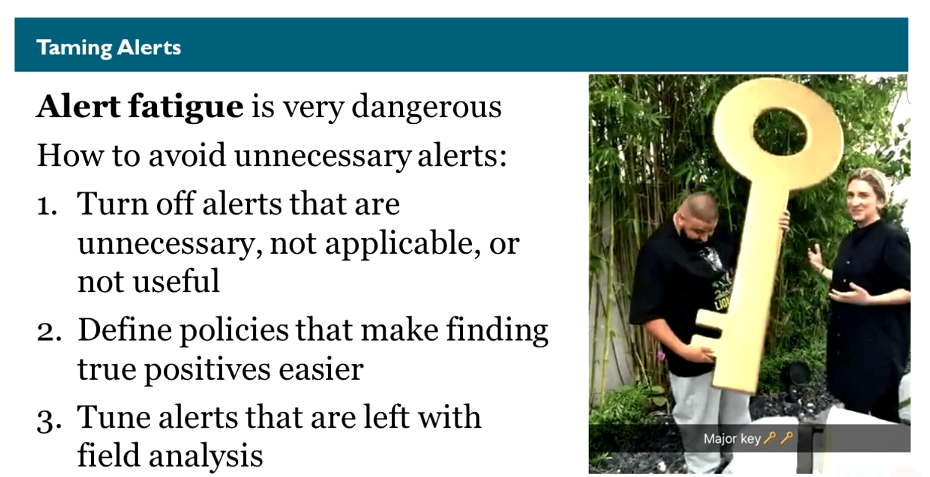 Taming Alerts
Alert fatigue is very dangerous
How to avoid unnecessary alerts:
1. Turn off alerts that are
unnecessary, not applicable, or
not useful
2. Define policies that make finding
true positives easier
3. Tune alerts that are left with
field analysis
LION
Major key🔑🔑